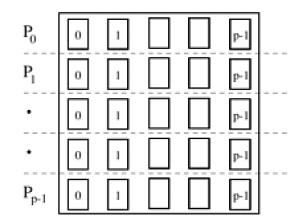 P0 0 1 p-1
P1 0 1 p-1
• 0 1 p-1
• 0 1 p-1
Pp-1 0 1 p-1